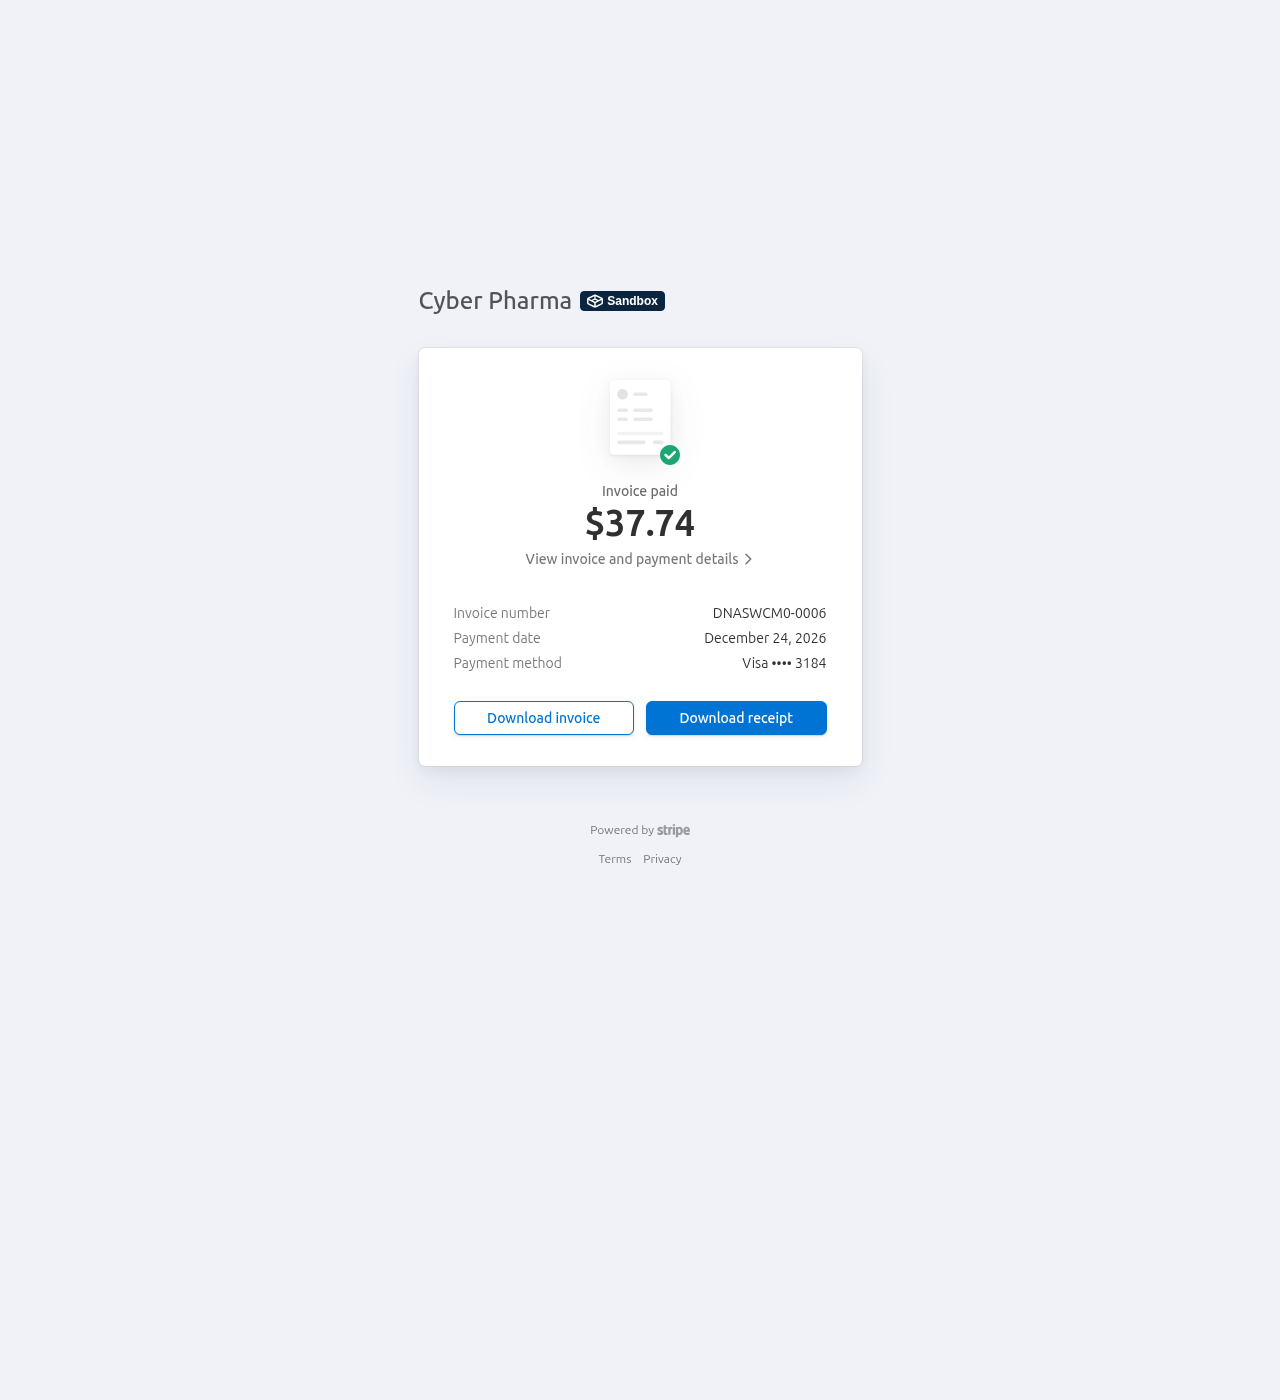 Cyber Pharma Sandbox
Invoice paid
$37.74
View invoice and payment details
Invoice number DNASWCM0-0006
Payment date December 24, 2026
Payment method Visa •••• 3184
Download invoice Download receipt
Powered by stripe
Terms Privacy